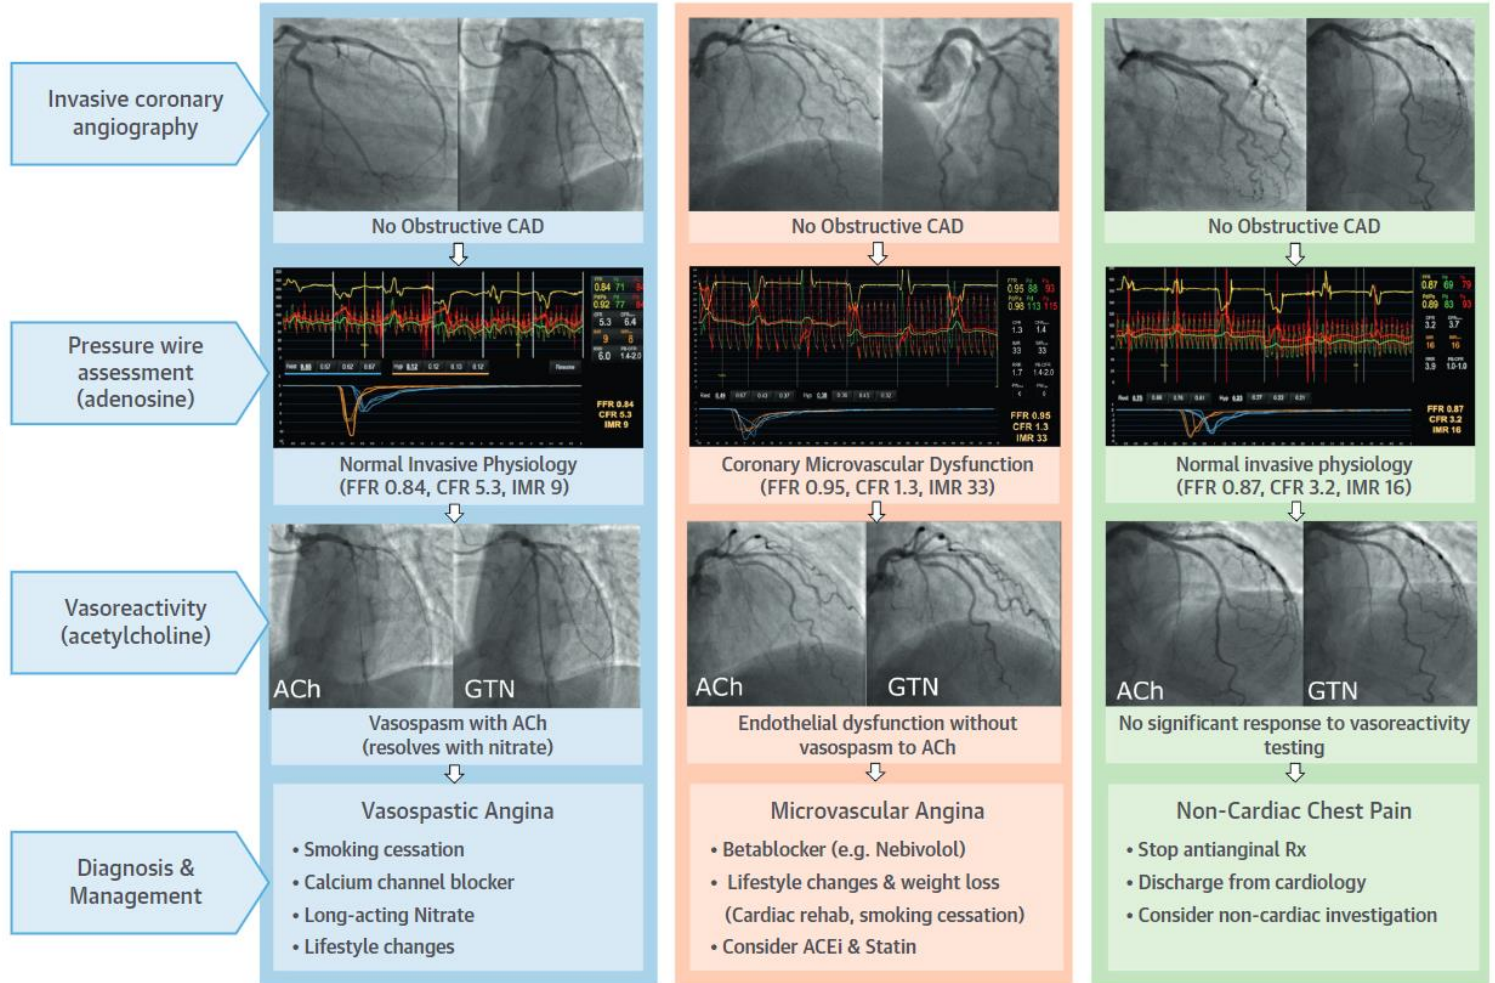 Invasive coronary
angiography
No Obstructive CAD
No Obstructive CAD
No Obstructive CAD
Pressure wire
assessment
(adenosine)
FFR 0.84
CFR 5.3
IMR 9
FFR 0.95
CFR 1.3
IMR 33
FFR 0.87
CFR 3.2
IMR 16
Normal Invasive Physiology
(FFR 0.84, CFR 5.3, IMR 9)
Coronary Microvascular Dysfunction
(FFR 0.95, CFR 1.3, IMR 33)
Normal invasive physiology
(FFR 0.87, CFR 3.2, IMR 16)
Vasoreactivity
(acetylcholine)
ACh GTN
ACh GTN
ACh GTN
Vasospasm with ACh
(resolves with nitrate)
Endothelial dysfunction without
vasospasm to ACh
No significant response to vasoreactivity
testing
Diagnosis &
Management
Vasospastic Angina
• Smoking cessation
• Calcium channel blocker
• Long-acting Nitrate
• Lifestyle changes
Microvascular Angina
• Betablocker (e.g. Nebivolol)
• Lifestyle changes & weight loss
(Cardiac rehab, smoking cessation)
• Consider ACEi & Statin
Non-Cardiac Chest Pain
• Stop antianginal Rx
• Discharge from cardiology
• Consider non-cardiac investigation